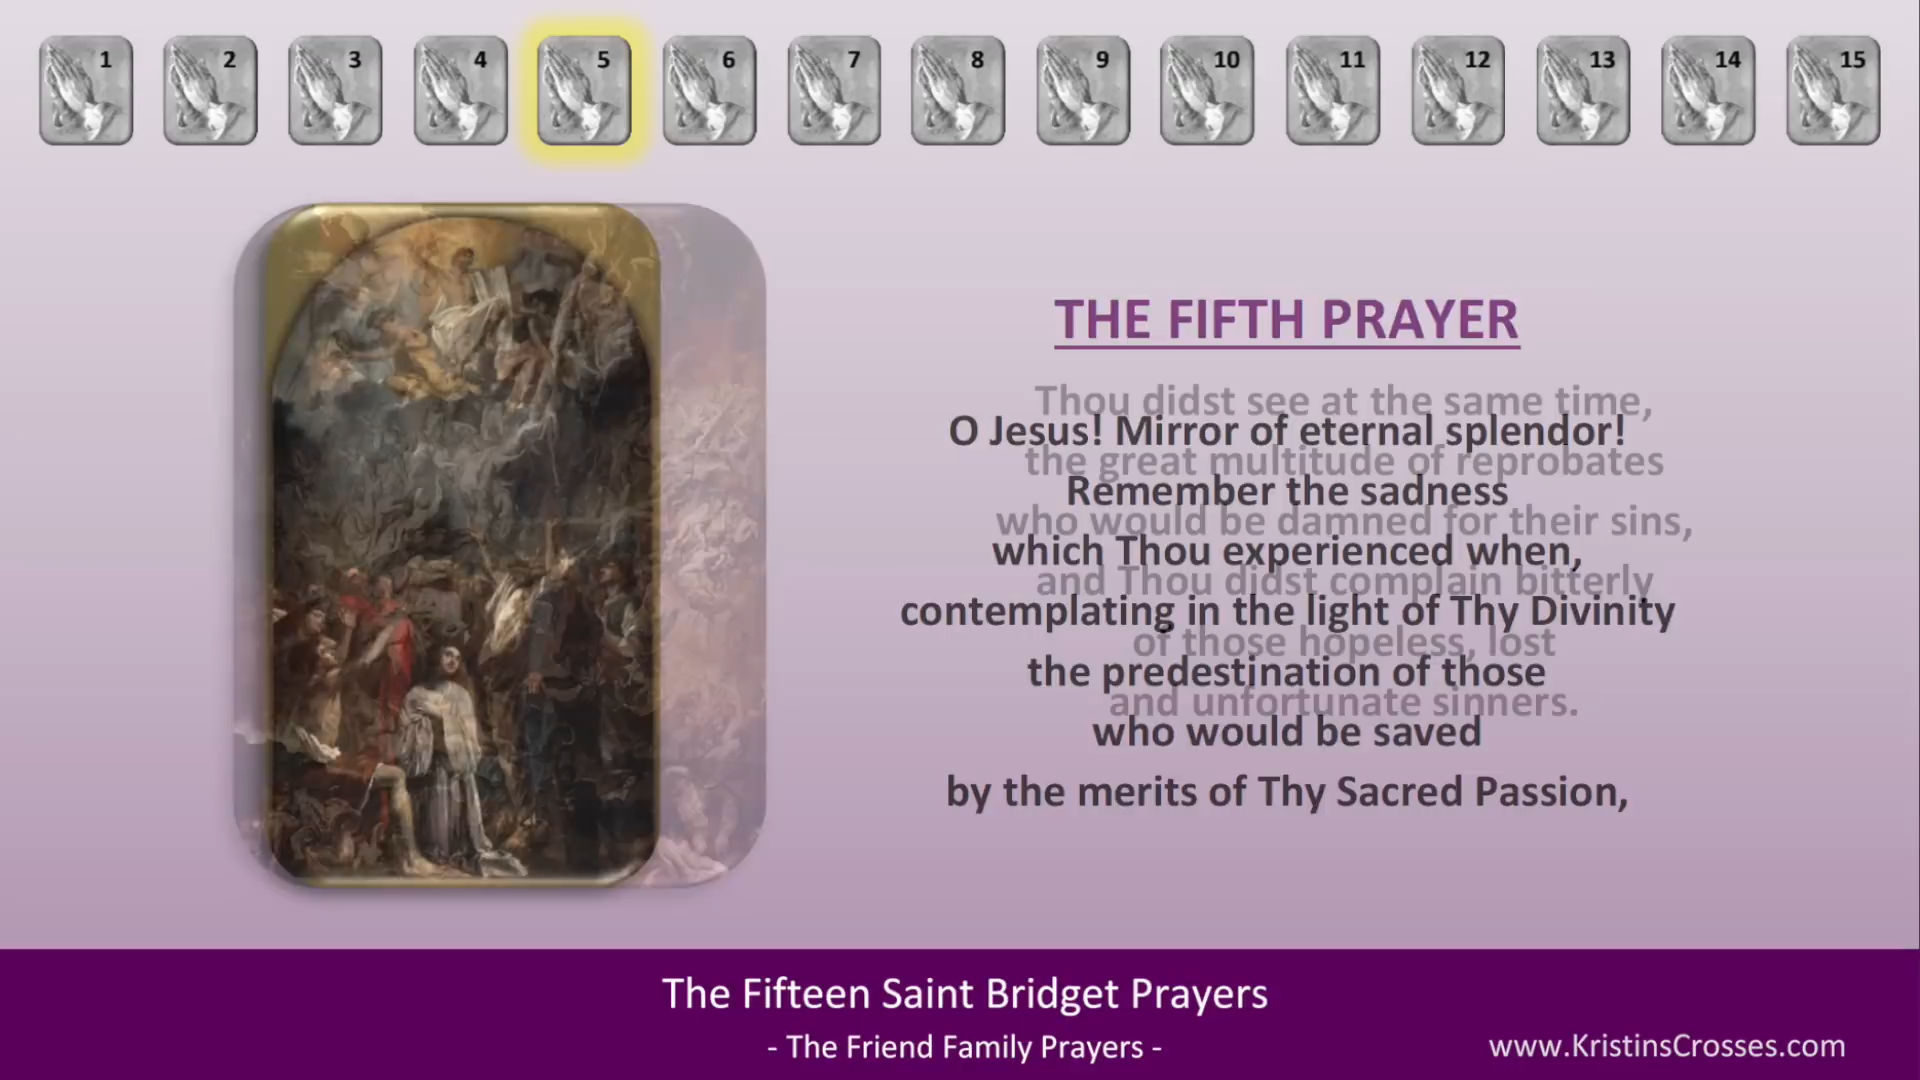 1 2 3 4 5 6 7 8 9 10 11 12 13 14 15
THE FIFTH PRAYER
O Jesus! Mirror of eternal splendor!
Remember the sadness
which Thou experienced when,
contemplating in the light of Thy Divinity
the predestination of those
who would be saved
by the merits of Thy Sacred Passion,
Thou didst see at the same time,
the great multitude of reprobates
who would be damned for their sins,
and Thou didst complain bitterly
of those hopeless, lost
and unfortunate sinners.
The Fifteen Saint Bridget Prayers
- The Friend Family Prayers -
www.KristinsCrosses.com